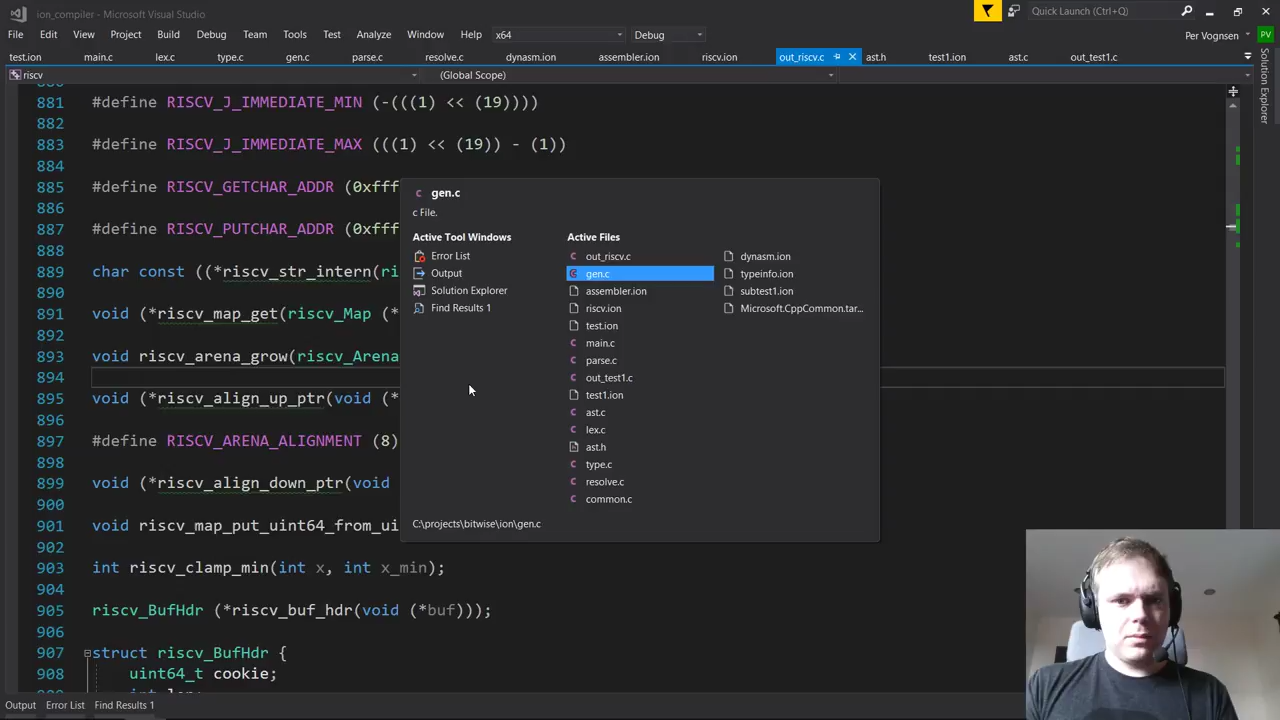 ion_compiler - Microsoft Visual Studio
Quick Launch (Ctrl+Q)
File Edit View Project Build Debug Team Tools Test Analyze Window Help x64 Debug Per Vognsen PV
test.ion main.c lex.c type.c gen.c parse.c resolve.c dynasm.ion assembler.ion riscv.ion out_riscv.c ast.h test1.ion ast.c out_test1.c
riscv (Global Scope)
Solution Explorer
881 #define RISCV_J_IMMEDIATE_MIN (-(((1) << (19))))
882
883 #define RISCV_J_IMMEDIATE_MAX (((1) << (19)) - (1))
884
885 #define RISCV_GETCHAR_ADDR (0xfff
886
887 #define RISCV_PUTCHAR_ADDR (0xfff
888
889 char const ((*riscv_str_intern(ri
890
891 void (*riscv_map_get(riscv_Map (*
892
893 void riscv_arena_grow(riscv_Arena
894
895 void (*riscv_align_up_ptr(void (*
896
897 #define RISCV_ARENA_ALIGNMENT (8)
898
899 void (*riscv_align_down_ptr(void
900
901 void riscv_map_put_uint64_from_ui
902
903 int riscv_clamp_min(int x, int x_min);
904
905 riscv_BufHdr (*riscv_buf_hdr(void (*buf)));
906
907 struct riscv_BufHdr {
908 uint64_t cookie;
gen.c
c File.
Active Tool Windows
Error List
Output
Solution Explorer
Find Results 1
Active Files
out_riscv.c
gen.c
assembler.ion
riscv.ion
test.ion
main.c
parse.c
out_test1.c
test1.ion
ast.c
lex.c
ast.h
type.c
resolve.c
common.c
dynasm.ion
typeinfo.ion
subtest1.ion
Microsoft.CppCommon.tar...
C:\projects\bitwise\ion\gen.c
Output Error List Find Results 1